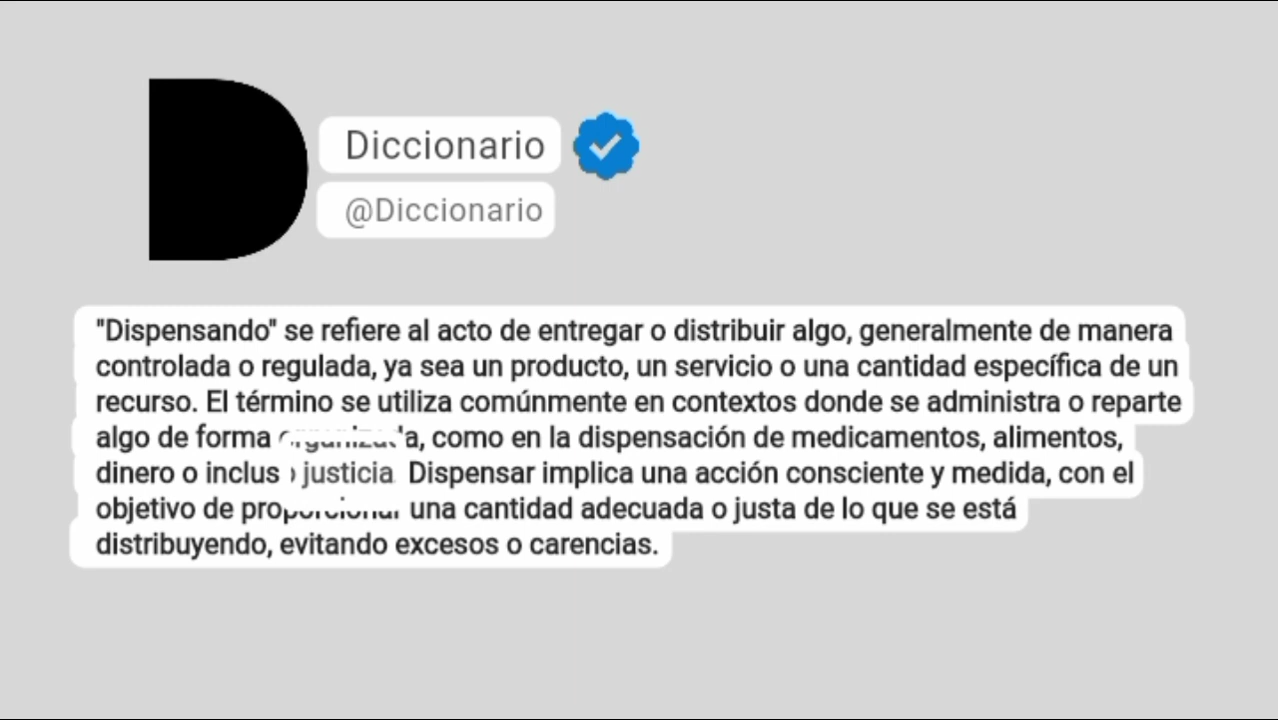 Diccionario
@Diccionario
"Dispensando" se refiere al acto de entregar o distribuir algo, generalmente de manera
controlada o regulada, ya sea un producto, un servicio o una cantidad específica de un
recurso. El término se utiliza comúnmente en contextos donde se administra o reparte
algo de forma organizada, como en la dispensación de medicamentos, alimentos,
dinero o incluso justicia. Dispensar implica una acción consciente y medida, con el
objetivo de proporcionar una cantidad adecuada o justa de lo que se está
distribuyendo, evitando excesos o carencias.